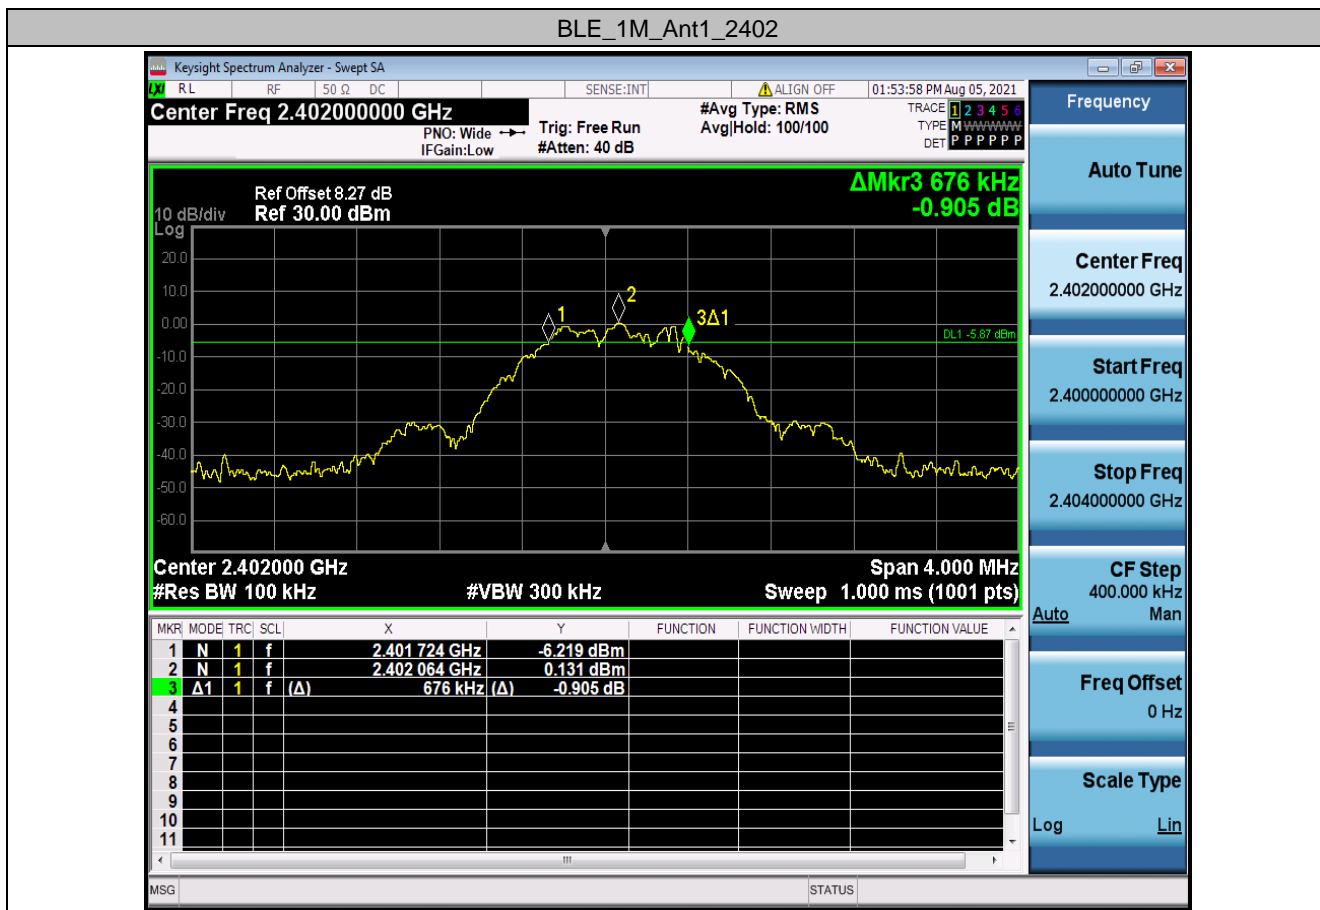 BLE_1M_Ant1_2402
Keysight Spectrum Analyzer - Swept SA
LXI RL RF 50 Ω DC SENSE:INT ALIGN OFF 01:53:58 PM Aug 05, 2021
Center Freq 2.402000000 GHz
PNO: Wide
IFGain:Low
Trig: Free Run
#Atten: 40 dB
#Avg Type: RMS
Avg|Hold: 100/100
TRACE 1 2 3 4 5 6
TYPE M WWWWW
DET P P P P P P
Ref Offset 8.27 dB
10 dB/div Ref 30.00 dBm
Log
ΔMkr3 676 kHz
-0.905 dB
20.0
10.0
0.00
-10.0
-20.0
-30.0
-40.0
-50.0
-60.0
1
2
3Δ1
DL1 -5.87 dBm
Center 2.402000 GHz Span 4.000 MHz
#Res BW 100 kHz #VBW 300 kHz Sweep 1.000 ms (1001 pts)
MKR MODE TRC SCL X Y FUNCTION FUNCTION WIDTH FUNCTION VALUE
1 N 1 f 2.401 724 GHz -6.219 dBm
2 N 1 f 2.402 064 GHz 0.131 dBm
3 Δ1 1 f (Δ) 676 kHz (Δ) -0.905 dB
4
5
6
7
8
9
10
11
MSG STATUS
Frequency
Auto Tune
Center Freq
2.402000000 GHz
Start Freq
2.400000000 GHz
Stop Freq
2.404000000 GHz
CF Step
400.000 kHz
Auto Man
Freq Offset
0 Hz
Scale Type
Log Lin